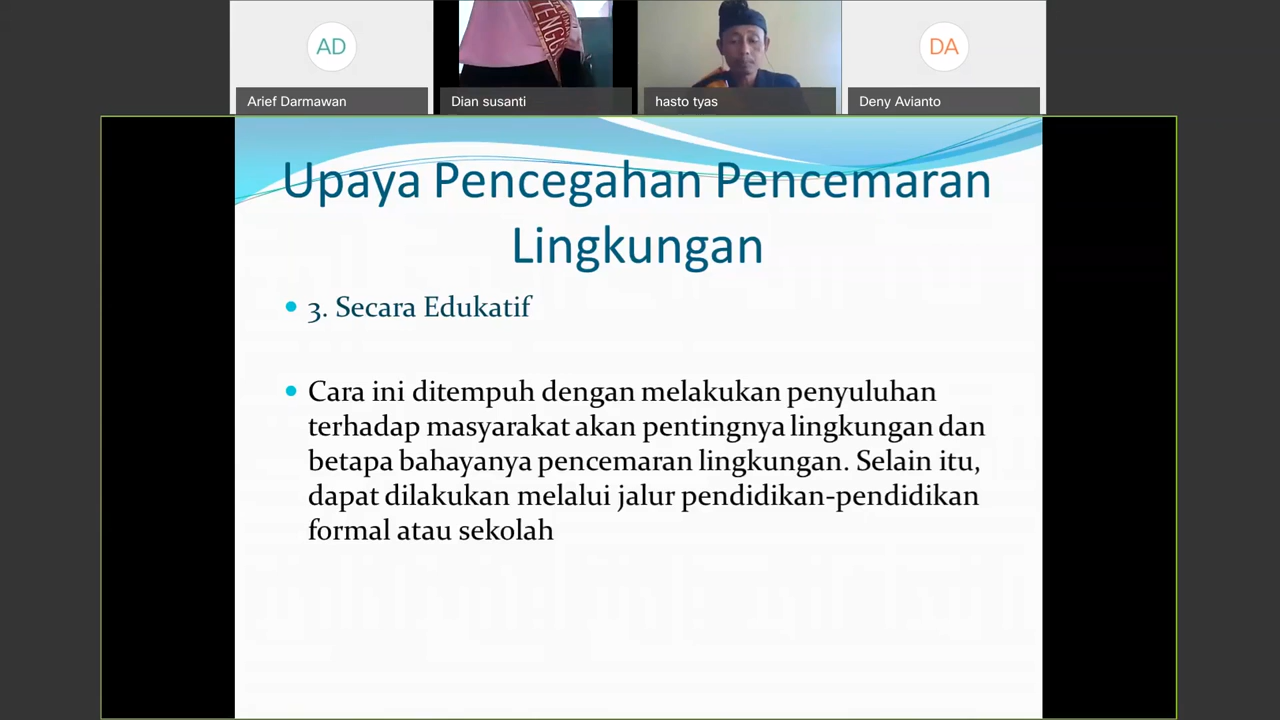 AD
TENGG
DA
Arief Darmawan
Dian susanti
hasto tyas
Deny Avianto
Upaya Pencegahan Pencemaran
Lingkungan
3. Secara Edukatif
Cara ini ditempuh dengan melakukan penyuluhan
terhadap masyarakat akan pentingnya lingkungan dan
betapa bahayanya pencemaran lingkungan. Selain itu,
dapat dilakukan melalui jalur pendidikan-pendidikan
formal atau sekolah